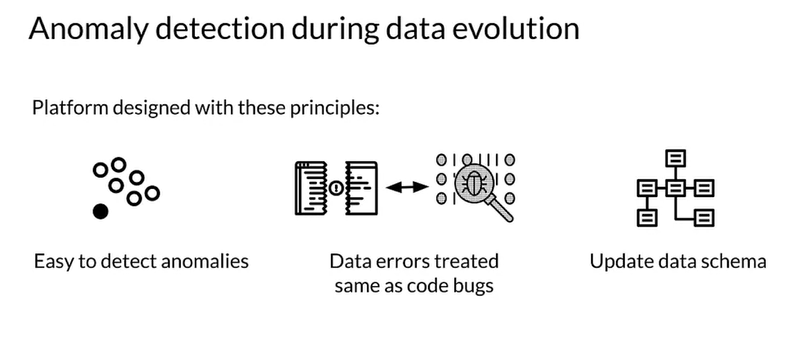 Anomaly detection during data evolution
Platform designed with these principles:
Easy to detect anomalies
Data errors treated
same as code bugs
Update data schema